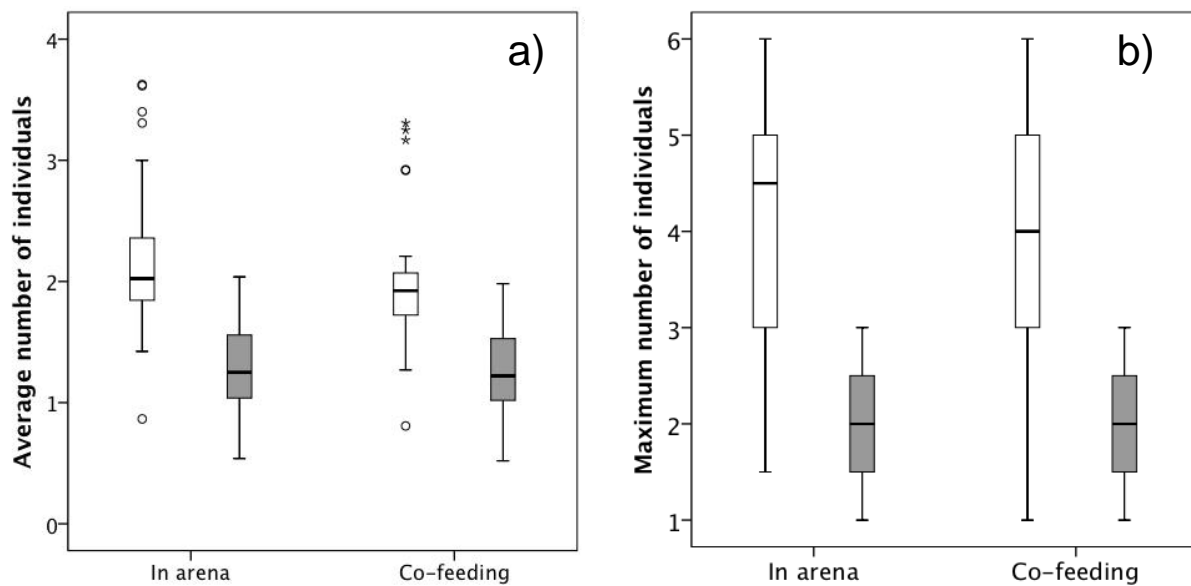 a)
Average number of individuals
4
3
2
1
0
In arena
Co-feeding
b)
Maximum number of individuals
6
5
4
3
2
1
In arena
Co-feeding